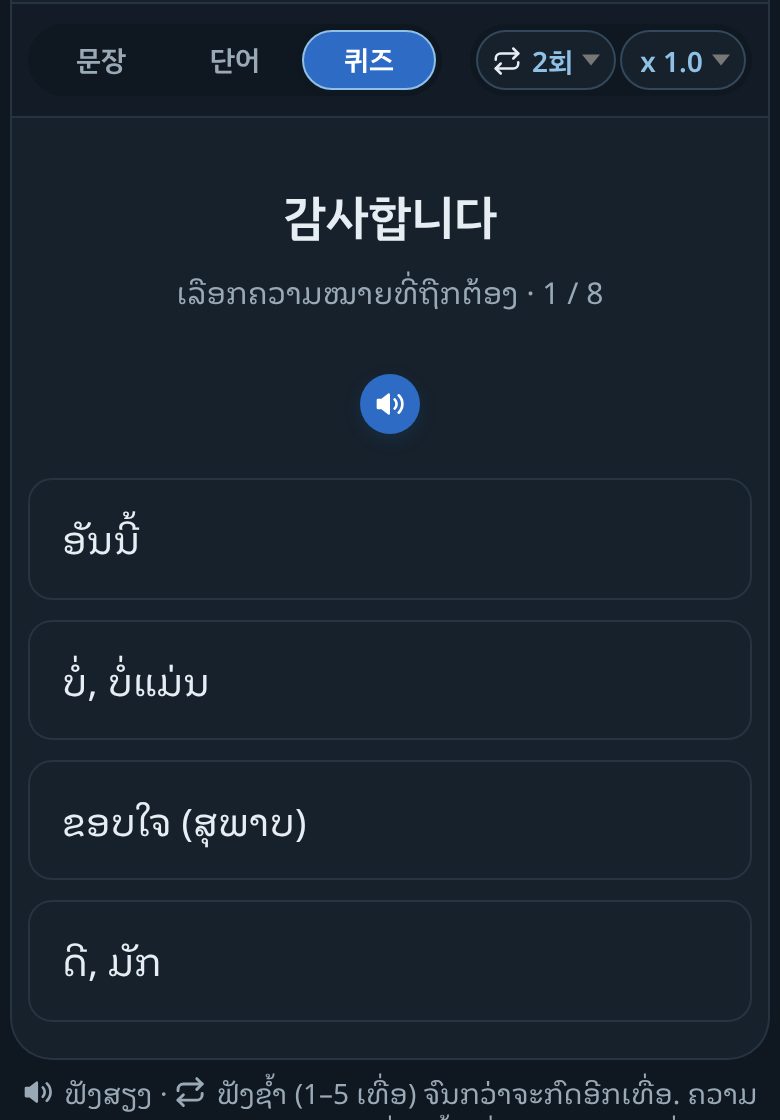 문장 단어 퀴즈 2회 x 1.0
감사합니다
ເລືອກຄວາມໝາຍທີ່ຖືກຕ້ອງ · 1 / 8
ອັນນີ້
ບໍ່, ບໍ່ແມ່ນ
ຂອບໃຈ (ສຸພາບ)
ດີ, ມັກ
ຟັງສຽງ · ຟັງຊ້ຳ (1–5 ເທື່ອ) ຈົນກວ່າຈະກົດອີກເທື່ອ. ຄວາມ